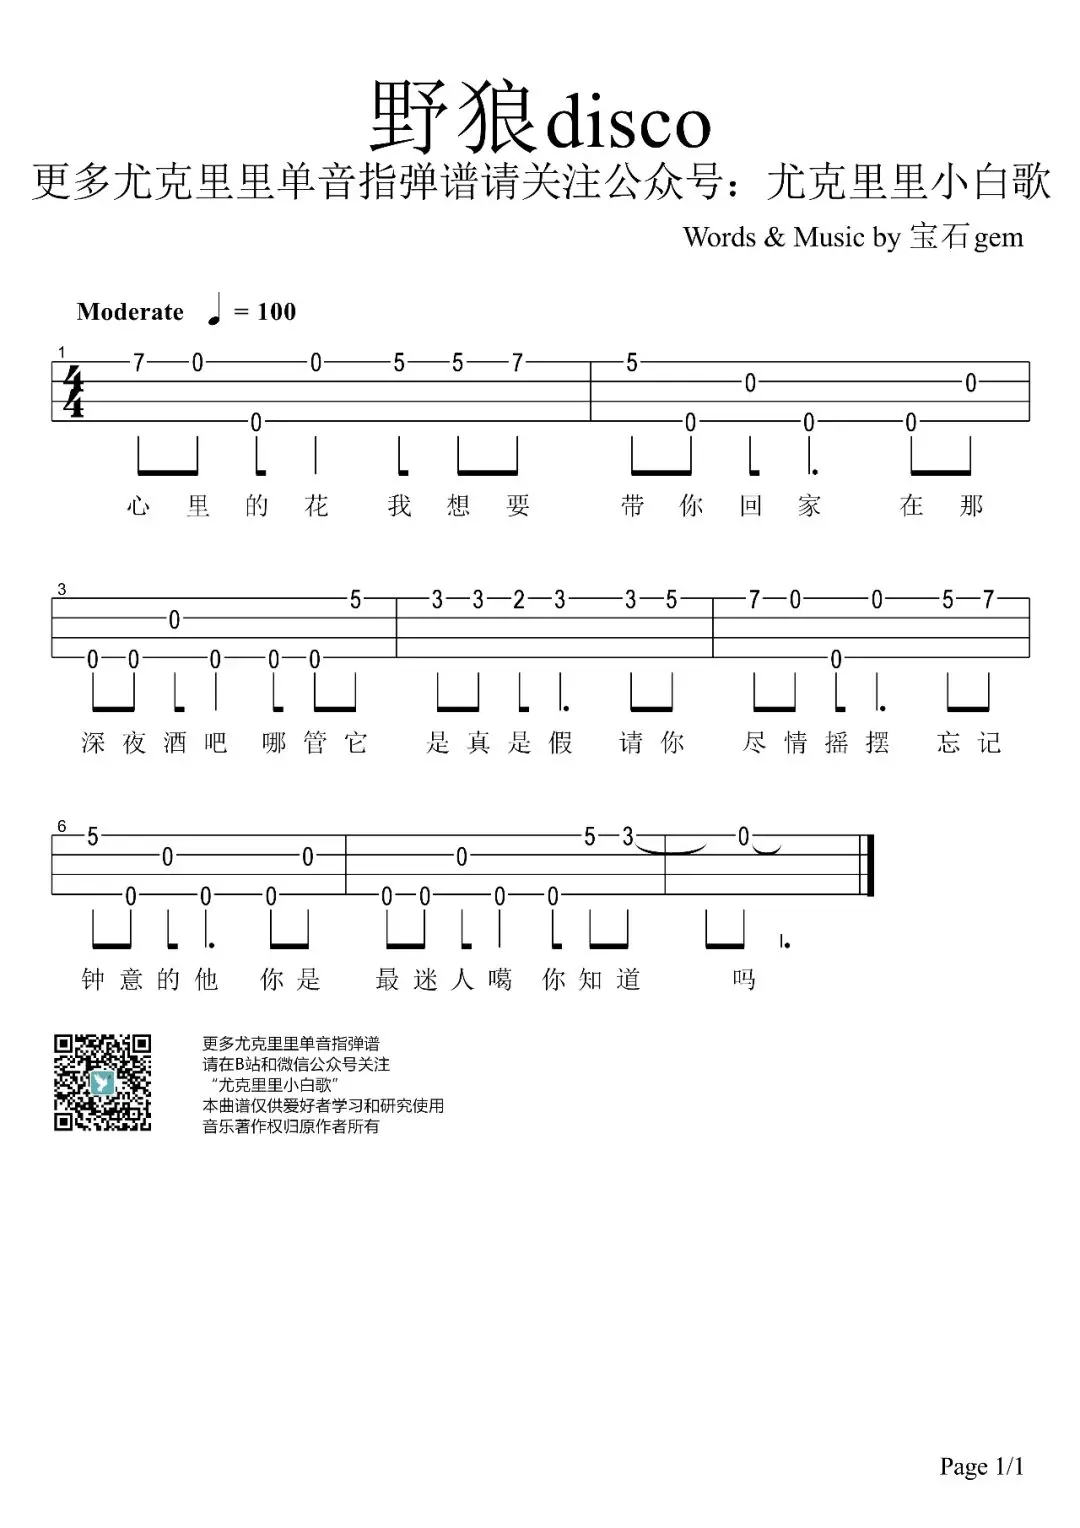 野狼disco
更多尤克里里单音指弹谱请关注公众号：尤克里里小白歌
Words & Music by 宝石gem
Moderate ♩ = 100
1
7 0 0 0 5 5 7 5 0 0 0 0 0
4
4
心 里 的 花 我 想 要 带 你 回 家 在 那
3
0 0 0 0 0 0 5 3 3 2 3 3 5 7 0 0 0 5 7
深 夜 酒 吧 哪 管 它 是 真 是 假 请 你 尽 情 摇 摆 忘 记
6
5 0 0 0 0 0 0 0 0 0 0 5 3 0
钟 意 的 他 你 是 最 迷 人 噶 你 知 道 吗
更多尤克里里单音指弹谱
请在B站和微信公众号关注
“尤克里里小白歌”
本曲谱仅供爱好者学习和研究使用
音乐著作权归原作者所有
Page 1/1